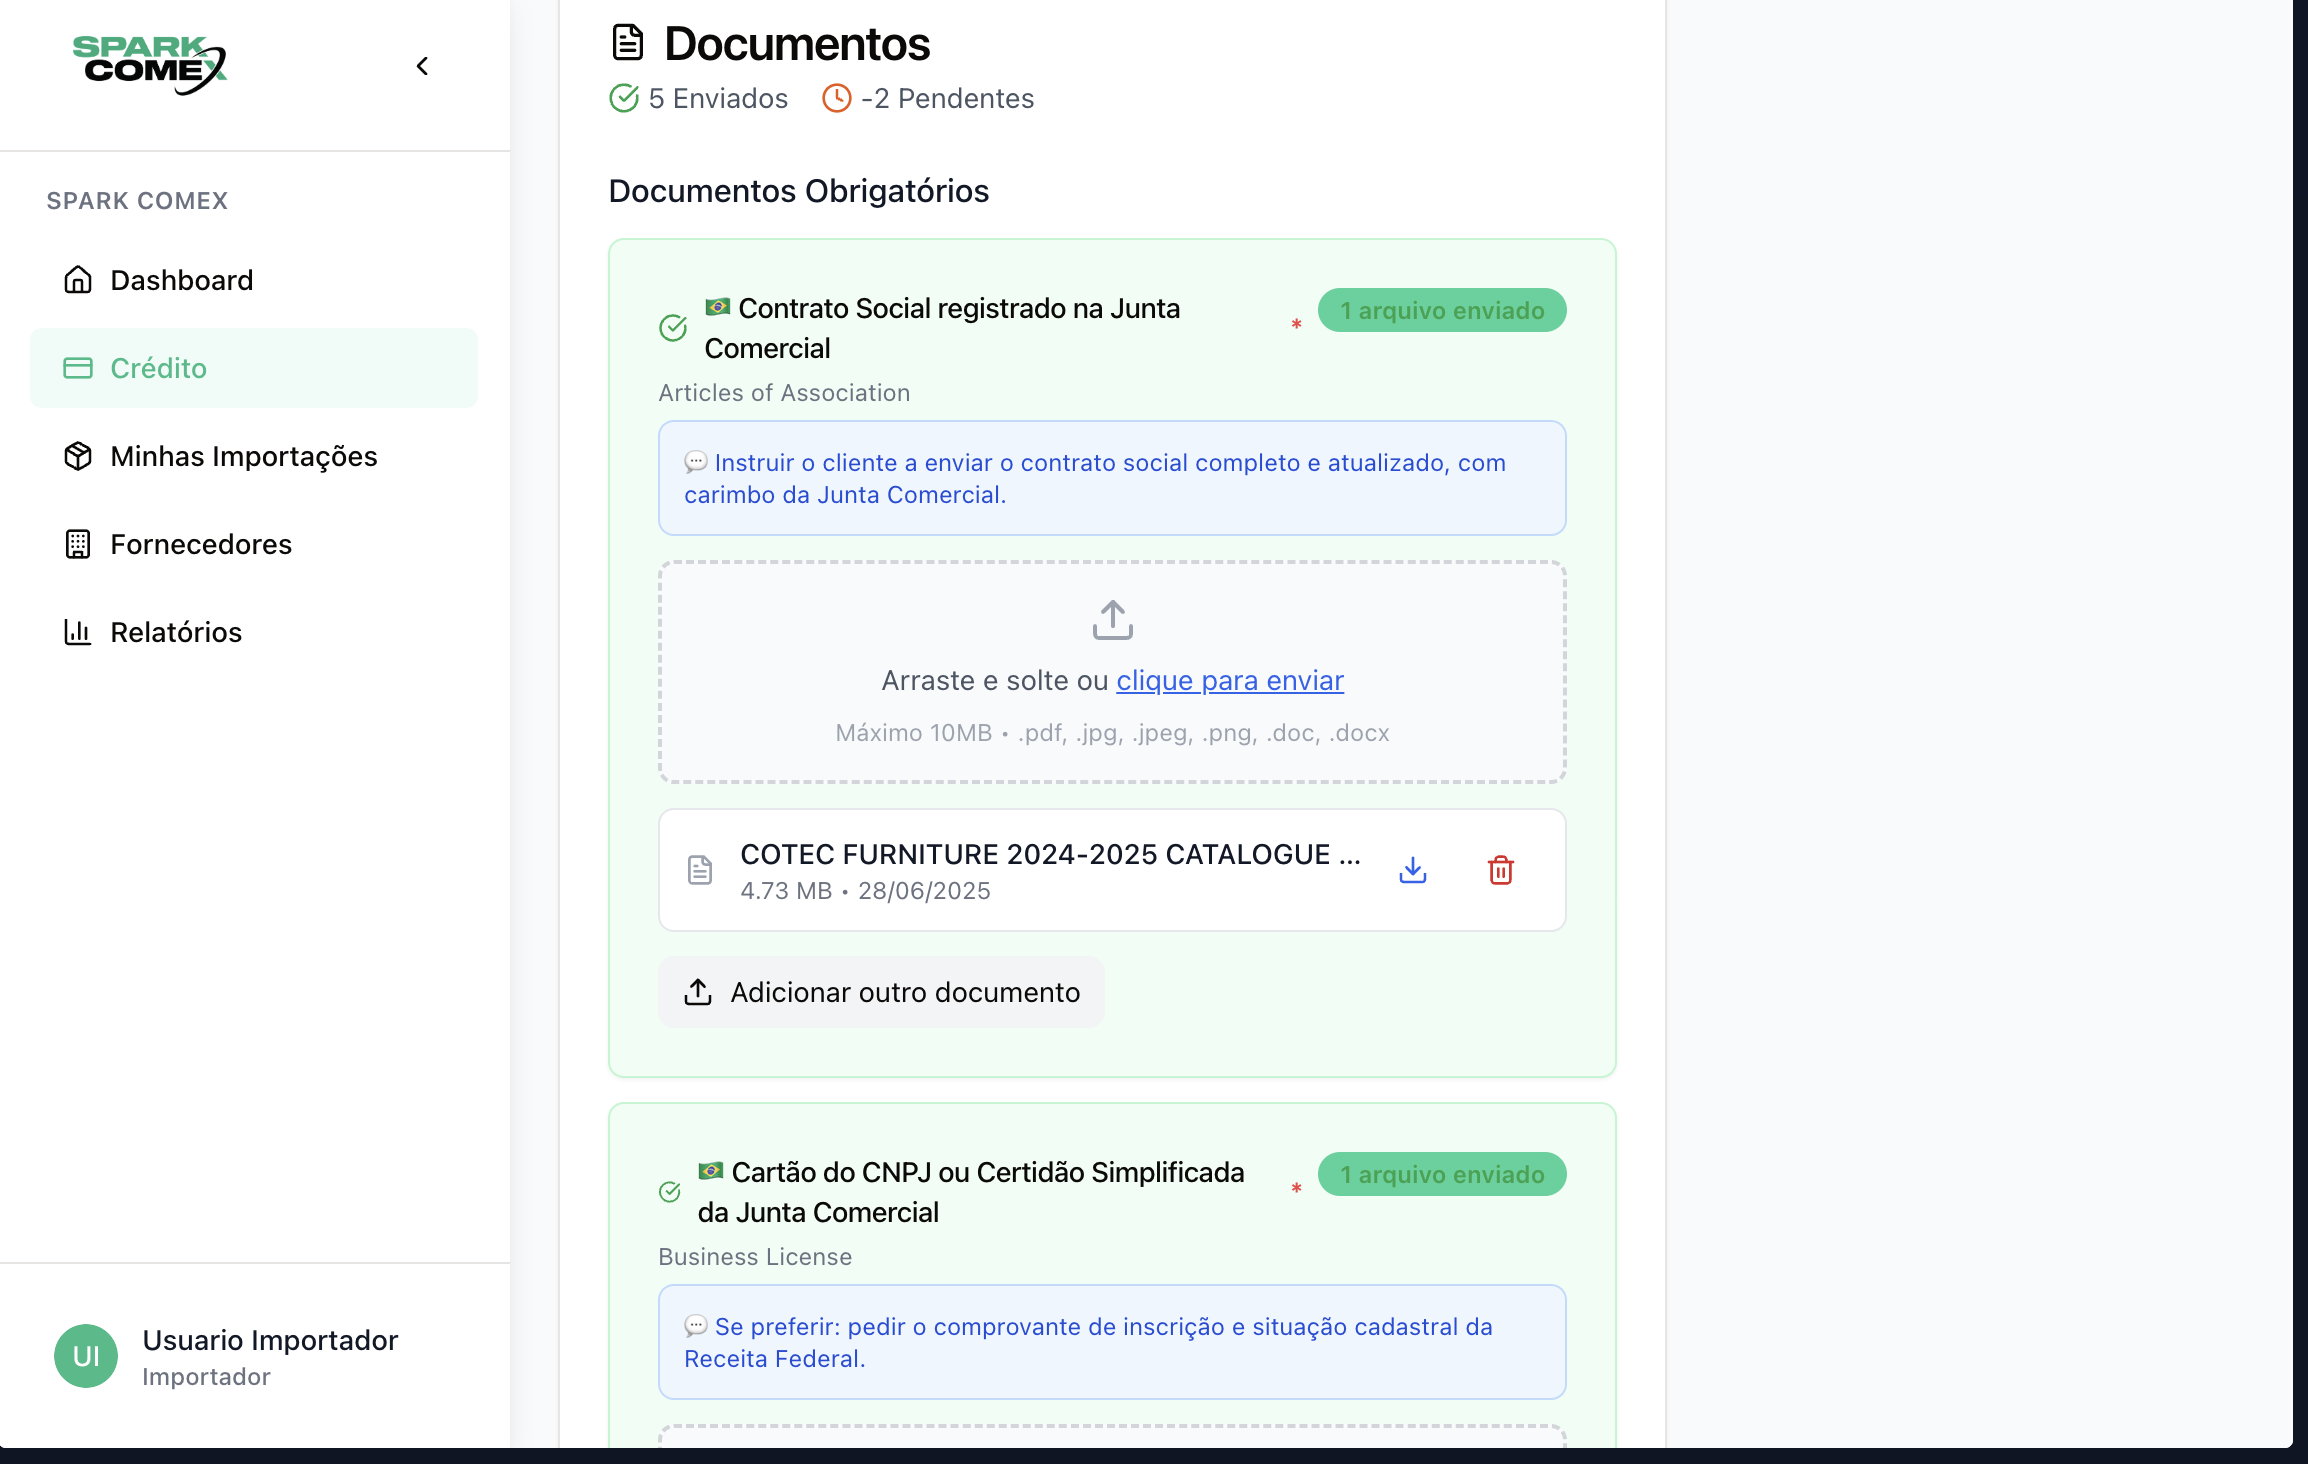 SPARK
COMEX
SPARK COMEX
Dashboard
Crédito
Minhas Importações
Fornecedores
Relatórios
UI
Usuario Importador
Importador
Documentos
5 Enviados
-2 Pendentes
Documentos Obrigatórios
Contrato Social registrado na Junta
Comercial
*
1 arquivo enviado
Articles of Association
Instruir o cliente a enviar o contrato social completo e atualizado, com
carimbo da Junta Comercial.
Arraste e solte ou clique para enviar
Máximo 10MB • .pdf, .jpg, .jpeg, .png, .doc, .docx
COTEC FURNITURE 2024-2025 CATALOGUE ...
4.73 MB • 28/06/2025
Adicionar outro documento
Cartão do CNPJ ou Certidão Simplificada
da Junta Comercial
*
1 arquivo enviado
Business License
Se preferir: pedir o comprovante de inscrição e situação cadastral da
Receita Federal.